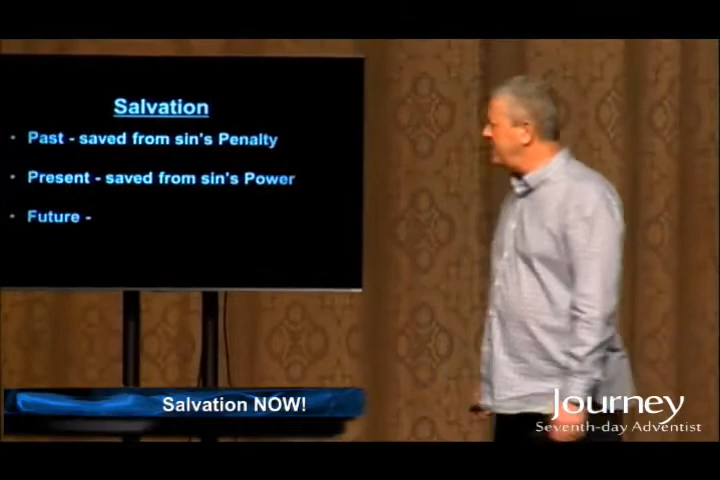 Salvation
• Past - saved from sin's Penalty
• Present - saved from sin's Power
• Future -
Salvation NOW!
Journey
Seventh-day Adventist